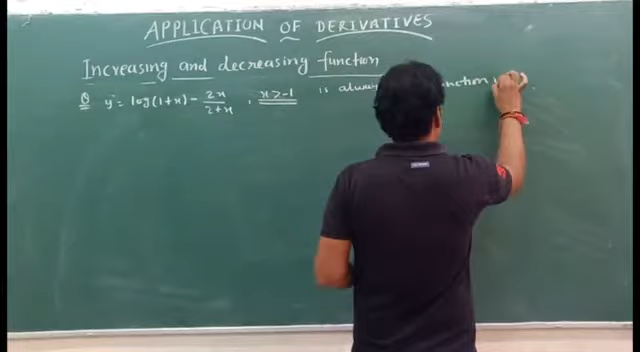 APPLICATION OF DERIVATIVES
Increasing and decreasing function
Q y = log(1+x) - 2x/2+x , x>-1 is